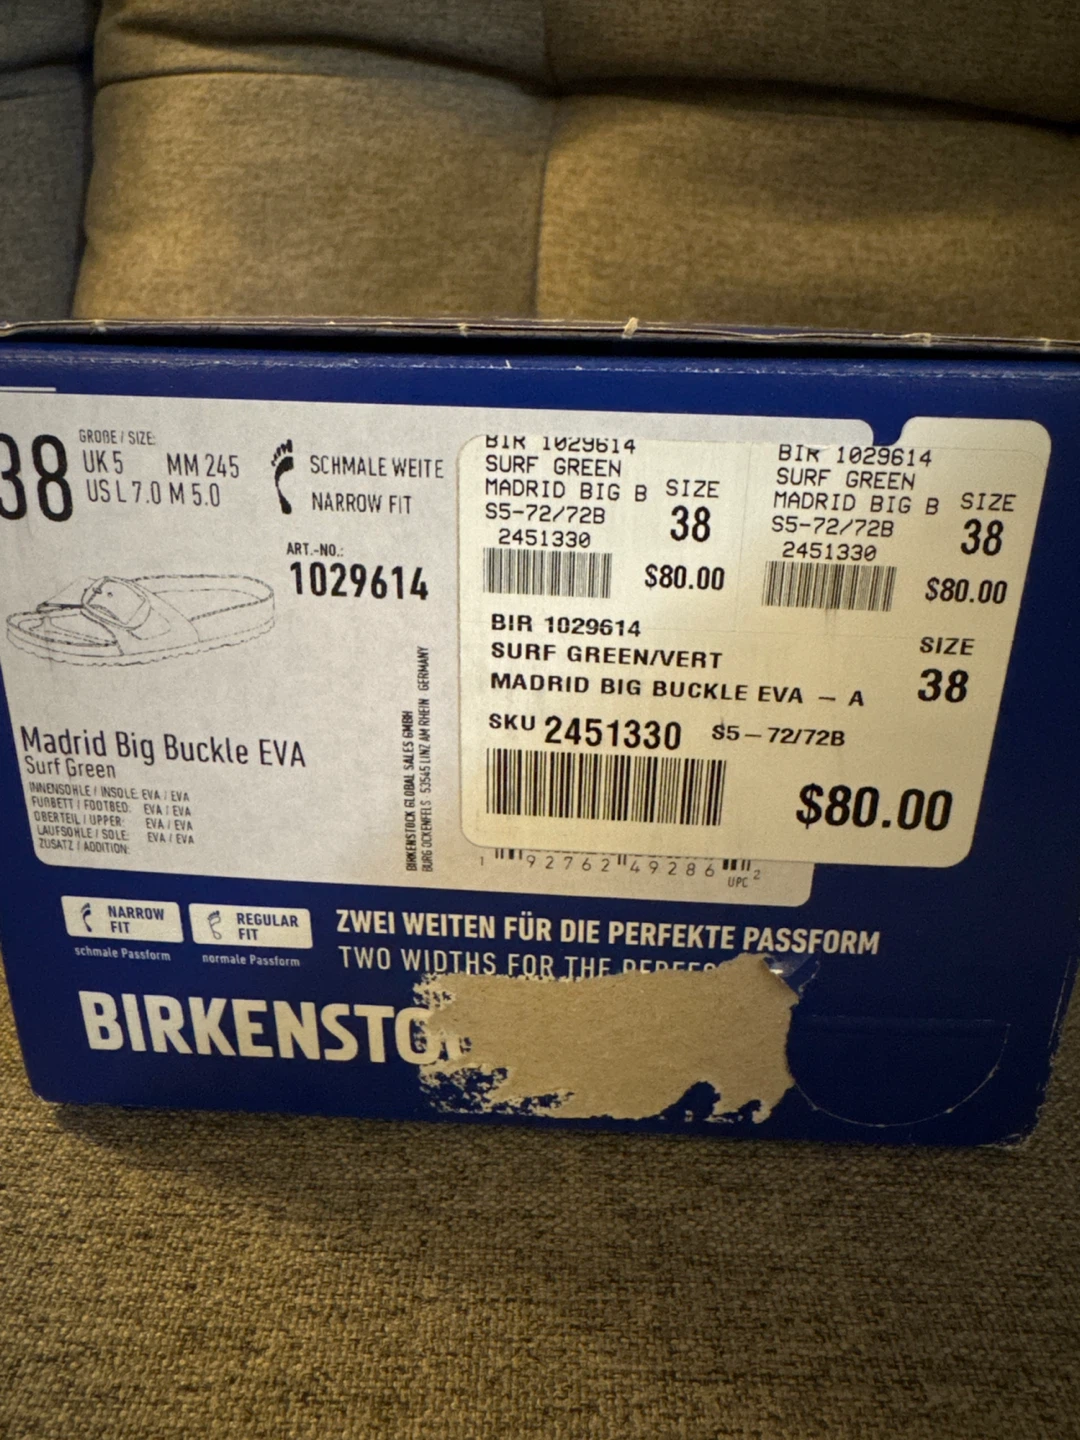 38
GRÖßE / SIZE:
UK 5 MM 245
US L 7.0 M 5.0
SCHMALE WEITE
NARROW FIT
ART.-NO.:
1029614
Madrid Big Buckle EVA
Surf Green
INNENSOHLE / INSOLE: EVA / EVA
FUßBETT / FOOTBED: EVA / EVA
OBERTEIL / UPPER: EVA / EVA
LAUFSOHLE / SOLE: EVA / EVA
ZUSATZ / ADDITION:
BIRKENSTOCK GLOBAL SALES GMBH
BURG OCKENFELS 53545 LINZ AM RHEIN GERMANY
BIR 1029614
SURF GREEN
MADRID BIG B SIZE
S5-72/72B 38
2451330
$80.00
BIR 1029614
SURF GREEN
MADRID BIG B SIZE
S5-72/72B 38
2451330
$80.00
BIR 1029614
SURF GREEN/VERT SIZE
MADRID BIG BUCKLE EVA – A 38
SKU 2451330 S5–72/72B
$80.00
1 92762 49286 2
UPC
NARROW FIT
schmale Passform
REGULAR FIT
normale Passform
ZWEI WEITEN FÜR DIE PERFEKTE PASSFORM
TWO WIDTHS FOR THE
BIRKENSTO